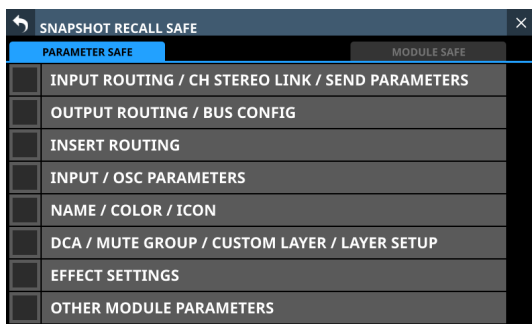 SNAPSHOT RECALL SAFE
PARAMETER SAFE
MODULE SAFE
INPUT ROUTING / CH STEREO LINK / SEND PARAMETERS
OUTPUT ROUTING / BUS CONFIG
INSERT ROUTING
INPUT / OSC PARAMETERS
NAME / COLOR / ICON
DCA / MUTE GROUP / CUSTOM LAYER / LAYER SETUP
EFFECT SETTINGS
OTHER MODULE PARAMETERS